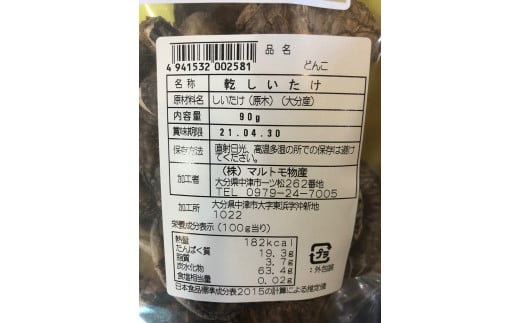 品名
4 941532 002581
どんこ
名称 乾しいたけ
原材料名 しいたけ（原木）（大分産）
内容量 90g
賞味期限 21.04.30
保存方法 直射日光、高温多湿の所での保存は避け
てください。
加工者 （株）マルトモ物産
大分県中津市一ツ松262番地
TEL 0979-24-7005
加工所 大分県中津市大字東浜字沖新地
1022
栄養成分表示（100g当り）
熱量 182kcal
たんぱく質 19.3g
脂質 3.7g
炭水化物 63.4g
食塩相当量 0.02g
日本食品標準成分表2015の計算による推定値
プラ
：外包装